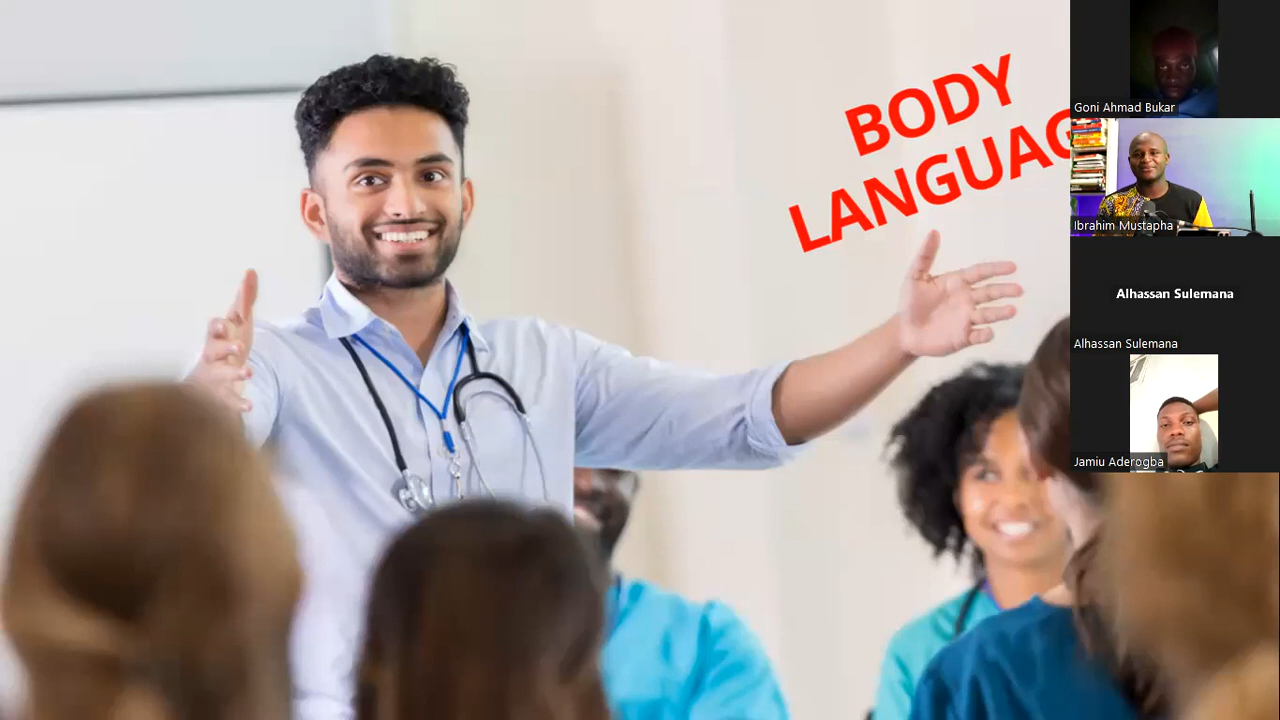 BODY
LANGUAG
Goni Ahmad Bukar
Ibrahim Mustapha
Alhassan Sulemana
Alhassan Sulemana
Jamiu Aderogba